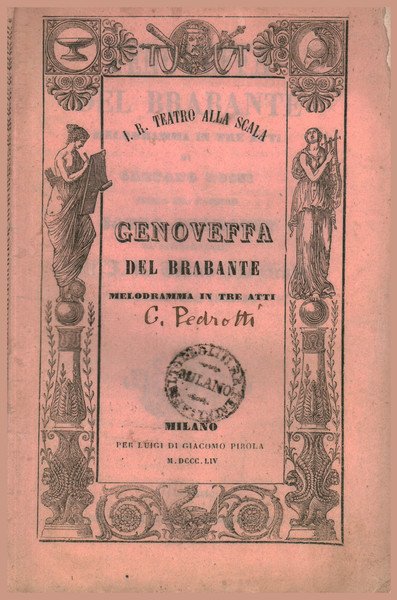 I. R. TEATRO ALLA SCALA
GENOVEFFA
DEL BRABANTE
MELODRAMMA IN TRE ATTI
C. Pedrotti
MILANO
MILANO
PER LUIGI DI GIACOMO PIROLA
M. DCCC. LIV